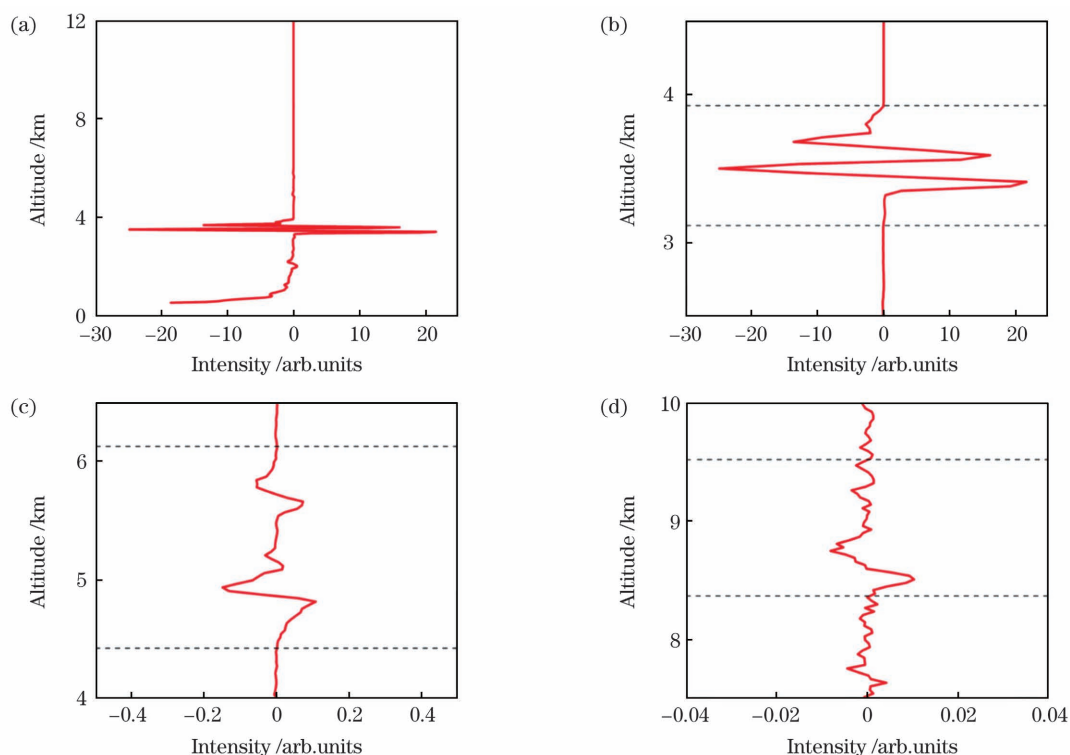 (a)
12
8
4
0
Altitude /km
−30
−20
−10
0
10
20
Intensity /arb.units
(b)
4
3
Altitude /km
−30
−20
−10
0
10
20
Intensity /arb.units
(c)
6
5
4
Altitude /km
−0.4
−0.2
0
0.2
0.4
Intensity /arb.units
(d)
10
9
8
Altitude /km
−0.04
−0.02
0
0.02
0.04
Intensity /arb.units